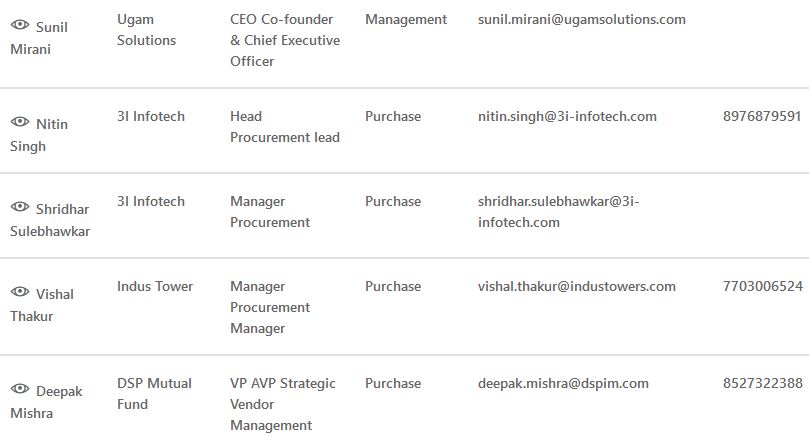 Sunil Mirani
Ugam Solutions
CEO Co-founder & Chief Executive Officer
Management
sunil.mirani@ugamsolutions.com
Nitin Singh
3I Infotech
Head Procurement lead
Purchase
nitin.singh@3i-infotech.com
8976879591
Shridhar Sulebhawkar
3I Infotech
Manager Procurement
Purchase
shridhar.sulebhawkar@3i-infotech.com
Vishal Thakur
Indus Tower
Manager Procurement Manager
Purchase
vishal.thakur@industowers.com
7703006524
Deepak Mishra
DSP Mutual Fund
VP AVP Strategic Vendor Management
Purchase
deepak.mishra@dspim.com
8527322388